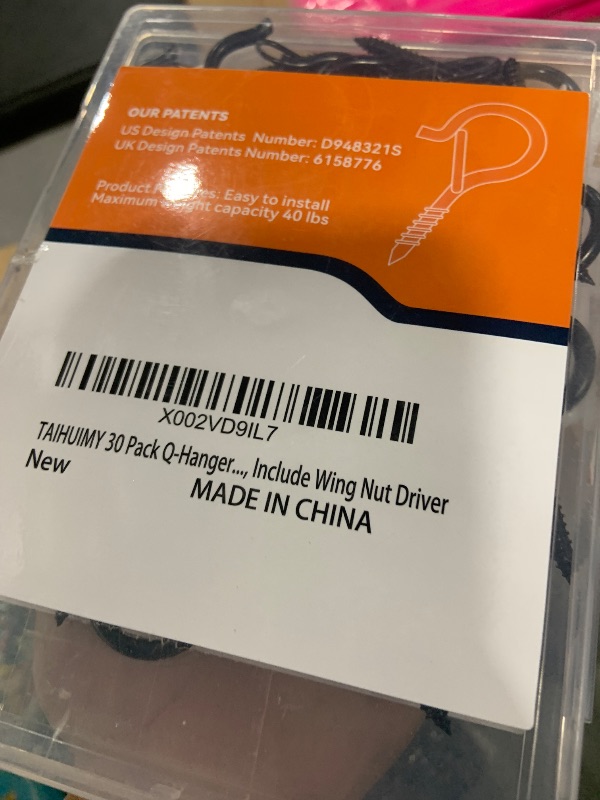 OUR PATENTS
US Design Patents Number: D948321S
UK Design Patents Number: 6158776
Product Easy to install
Maximum capacity 40 lbs
X002VD9IL7
TAIHUIMY 30 Pack Q-Hanger..., Include Wing Nut Driver
New
MADE IN CHINA